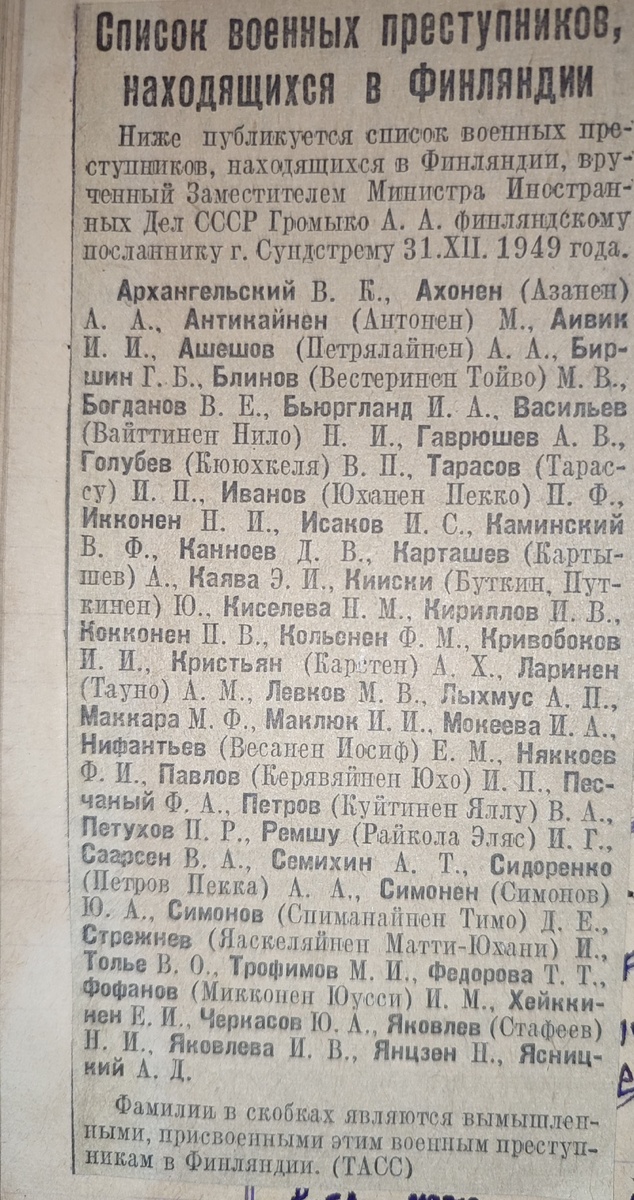 Список военных преступников,
находящихся в Финляндии
Ниже публикуется список военных пре-
ступников, находящихся в Финляндии, вру-
ченный Заместителем Министра Иностран-
ных Дел СССР Громыко А. А. финляндскому
посланнику г. Сундстрему 31.XII. 1949 года.
Архангельский В. К., Ахонен (Азанен)
А. А., Антикайнен (Антонен) М., Аивик
И. И., Ашешов (Петрялайнен) А. А., Бир-
шин Г. Б., Блинов (Вестеринен Тойво) М. В.,
Богданов В. Е., Бьюргланд И. А., Васильев
(Вайттинен Нило) Н. И., Гаврюшев А. В.,
Голубев (Кююхкеля) В. П., Тарасов (Тарас-
су) И. П., Иванов (Юханен Пекко) П. Ф.,
Икконен Н. И., Исаков И. С., Каминский
В. Ф., Канноев Д. В., Карташев (Карты-
шев) А., Каява Э. И., Кииски (Буткин, Пут-
кинен) Ю., Киселева Н. М., Кириллов И. В.,
Кокконен П. В., Кольонен Ф. М., Кривобоков
И. И., Кристьян (Карстен) А. Х., Ларинен
(Тауно) А. М., Левков М. В., Лыхмус А. П.,
Маккара М. Ф., Маклюк И. И., Мокеева И. А.,
Нифантьев (Весанен Иосиф) Е. М., Няккоев
Ф. И., Павлов (Керявяйнен Юхо) И. П., Пес-
чаный Ф. А., Петров (Куйтинен Яллу) В. А.,
Петухов П. Р., Ремшу (Райкола Эляс) И. Г.,
Саарсен В. А., Семихин А. Т., Сидоренко
(Петров Пекка) А. А., Симонен (Симонов)
Ю. А., Симонов (Спиманайнен Тимо) Д. Е.,
Стрежнев (Яаскеляйнен Матти-Юхани) И.,
Толье В. О., Трофимов М. И., Федорова Т. Т.,
Фофанов (Микконен Юусси) И. М., Хейкки-
нен Е. И., Черкасов Ю. А., Яковлев (Стафеев)
Н. И., Яковлева И. В., Янцзен Н., Ясниц-
кий А. Д.
Фамилии в скобках являются вымышлен-
ными, присвоенными этим военным преступ-
никам в Финляндии. (ТАСС)